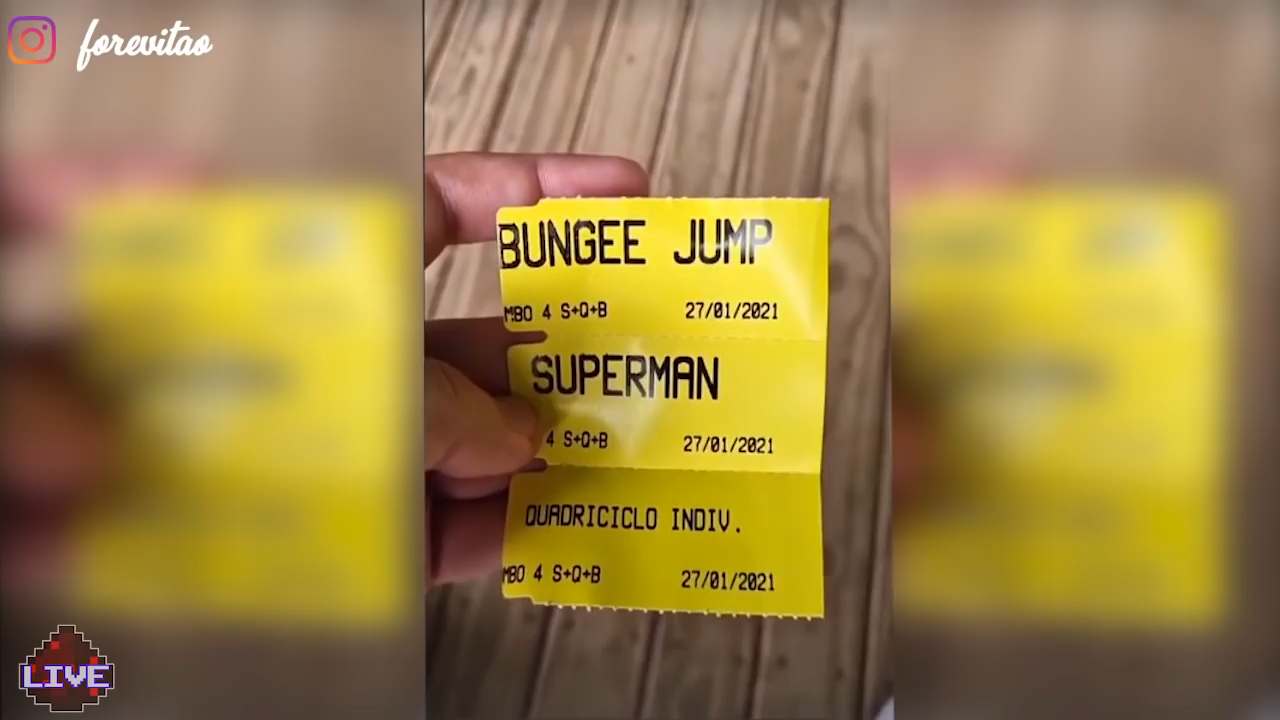 forevitao
BUNGEE JUMP
MBO 4 S+Q+B 27/01/2021
SUPERMAN
4 S+Q+B 27/01/2021
QUADRICICLO INDIV.
MBO 4 S+Q+B 27/01/2021
LIVE